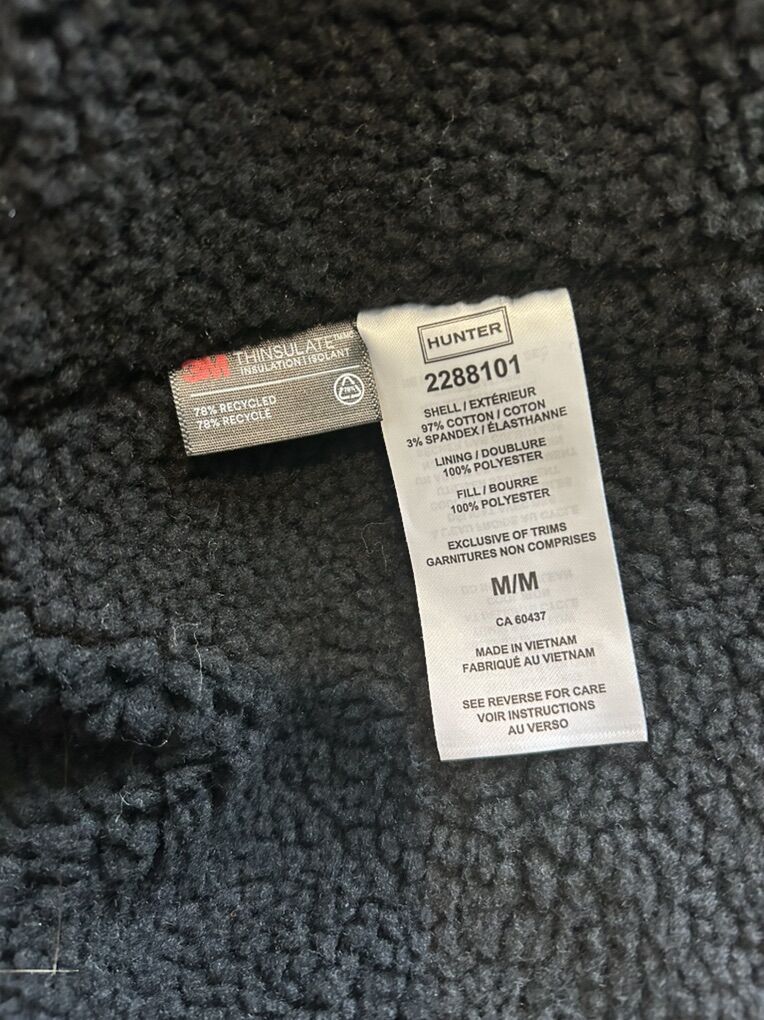 3M THINSULATE™
INSULATION | ISOLANT
78% RECYCLED
78% RECYCLÉ
HUNTER
2288101
SHELL / EXTÉRIEUR
97% COTTON / COTON
3% SPANDEX / ÉLASTHANNE
LINING / DOUBLURE
100% POLYESTER
FILL / BOURRE
100% POLYESTER
EXCLUSIVE OF TRIMS
GARNITURES NON COMPRISES
M/M
CA 60437
MADE IN VIETNAM
FABRIQUÉ AU VIETNAM
SEE REVERSE FOR CARE
VOIR INSTRUCTIONS
AU VERSO